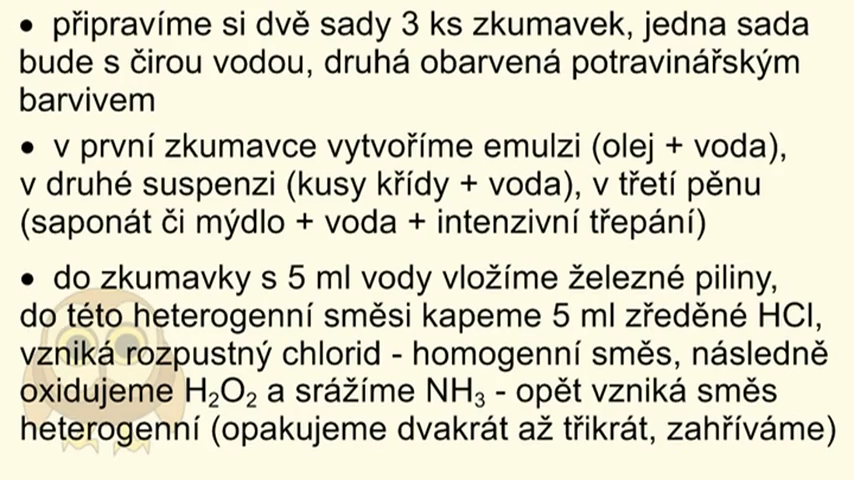 • připravíme si dvě sady 3 ks zkumavek, jedna sada
bude s čirou vodou, druhá obarvená potravinářským
barvivem
• v první zkumavce vytvoříme emulzi (olej + voda),
v druhé suspenzi (kusy křídy + voda), v třetí pěnu
(saponát či mýdlo + voda + intenzivní třepání)
• do zkumavky s 5 ml vody vložíme železné piliny,
do této heterogenní směsi kapeme 5 ml zředěné HCl,
vzniká rozpustný chlorid - homogenní směs, následně
oxidujeme H₂O₂ a srážíme NH₃ - opět vzniká směs
heterogenní (opakujeme dvakrát až třikrát, zahříváme)